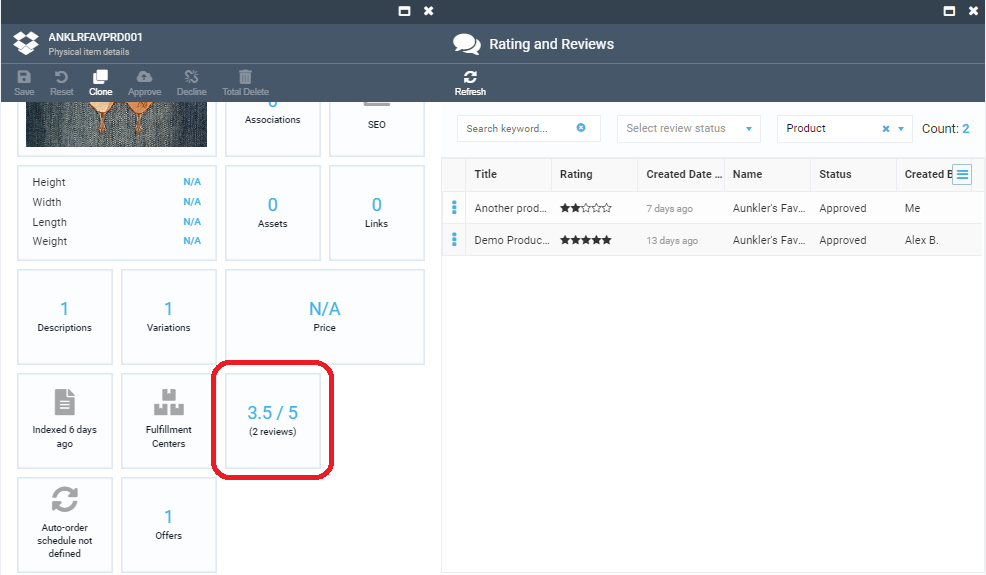 ANKLRFAVPRD001
Physical item details
Save Reset Clone Approve Decline Total Delete
0
Associations
SEO
Height N/A
Width N/A
Length N/A
Weight N/A
0
Assets
0
Links
1
Descriptions
1
Variations
N/A
Price
Indexed 6 days
ago
Fulfillment
Centers
3.5 / 5
(2 reviews)
Auto-order
schedule not
defined
1
Offers
Rating and Reviews
Refresh
Search keyword... Select review status Product Count: 2
Title Rating Created Date ... Name Status Created
Another prod... 7 days ago Aunkler's Fav... Approved Me
Demo Produc... 13 days ago Aunkler's Fav... Approved Alex B.